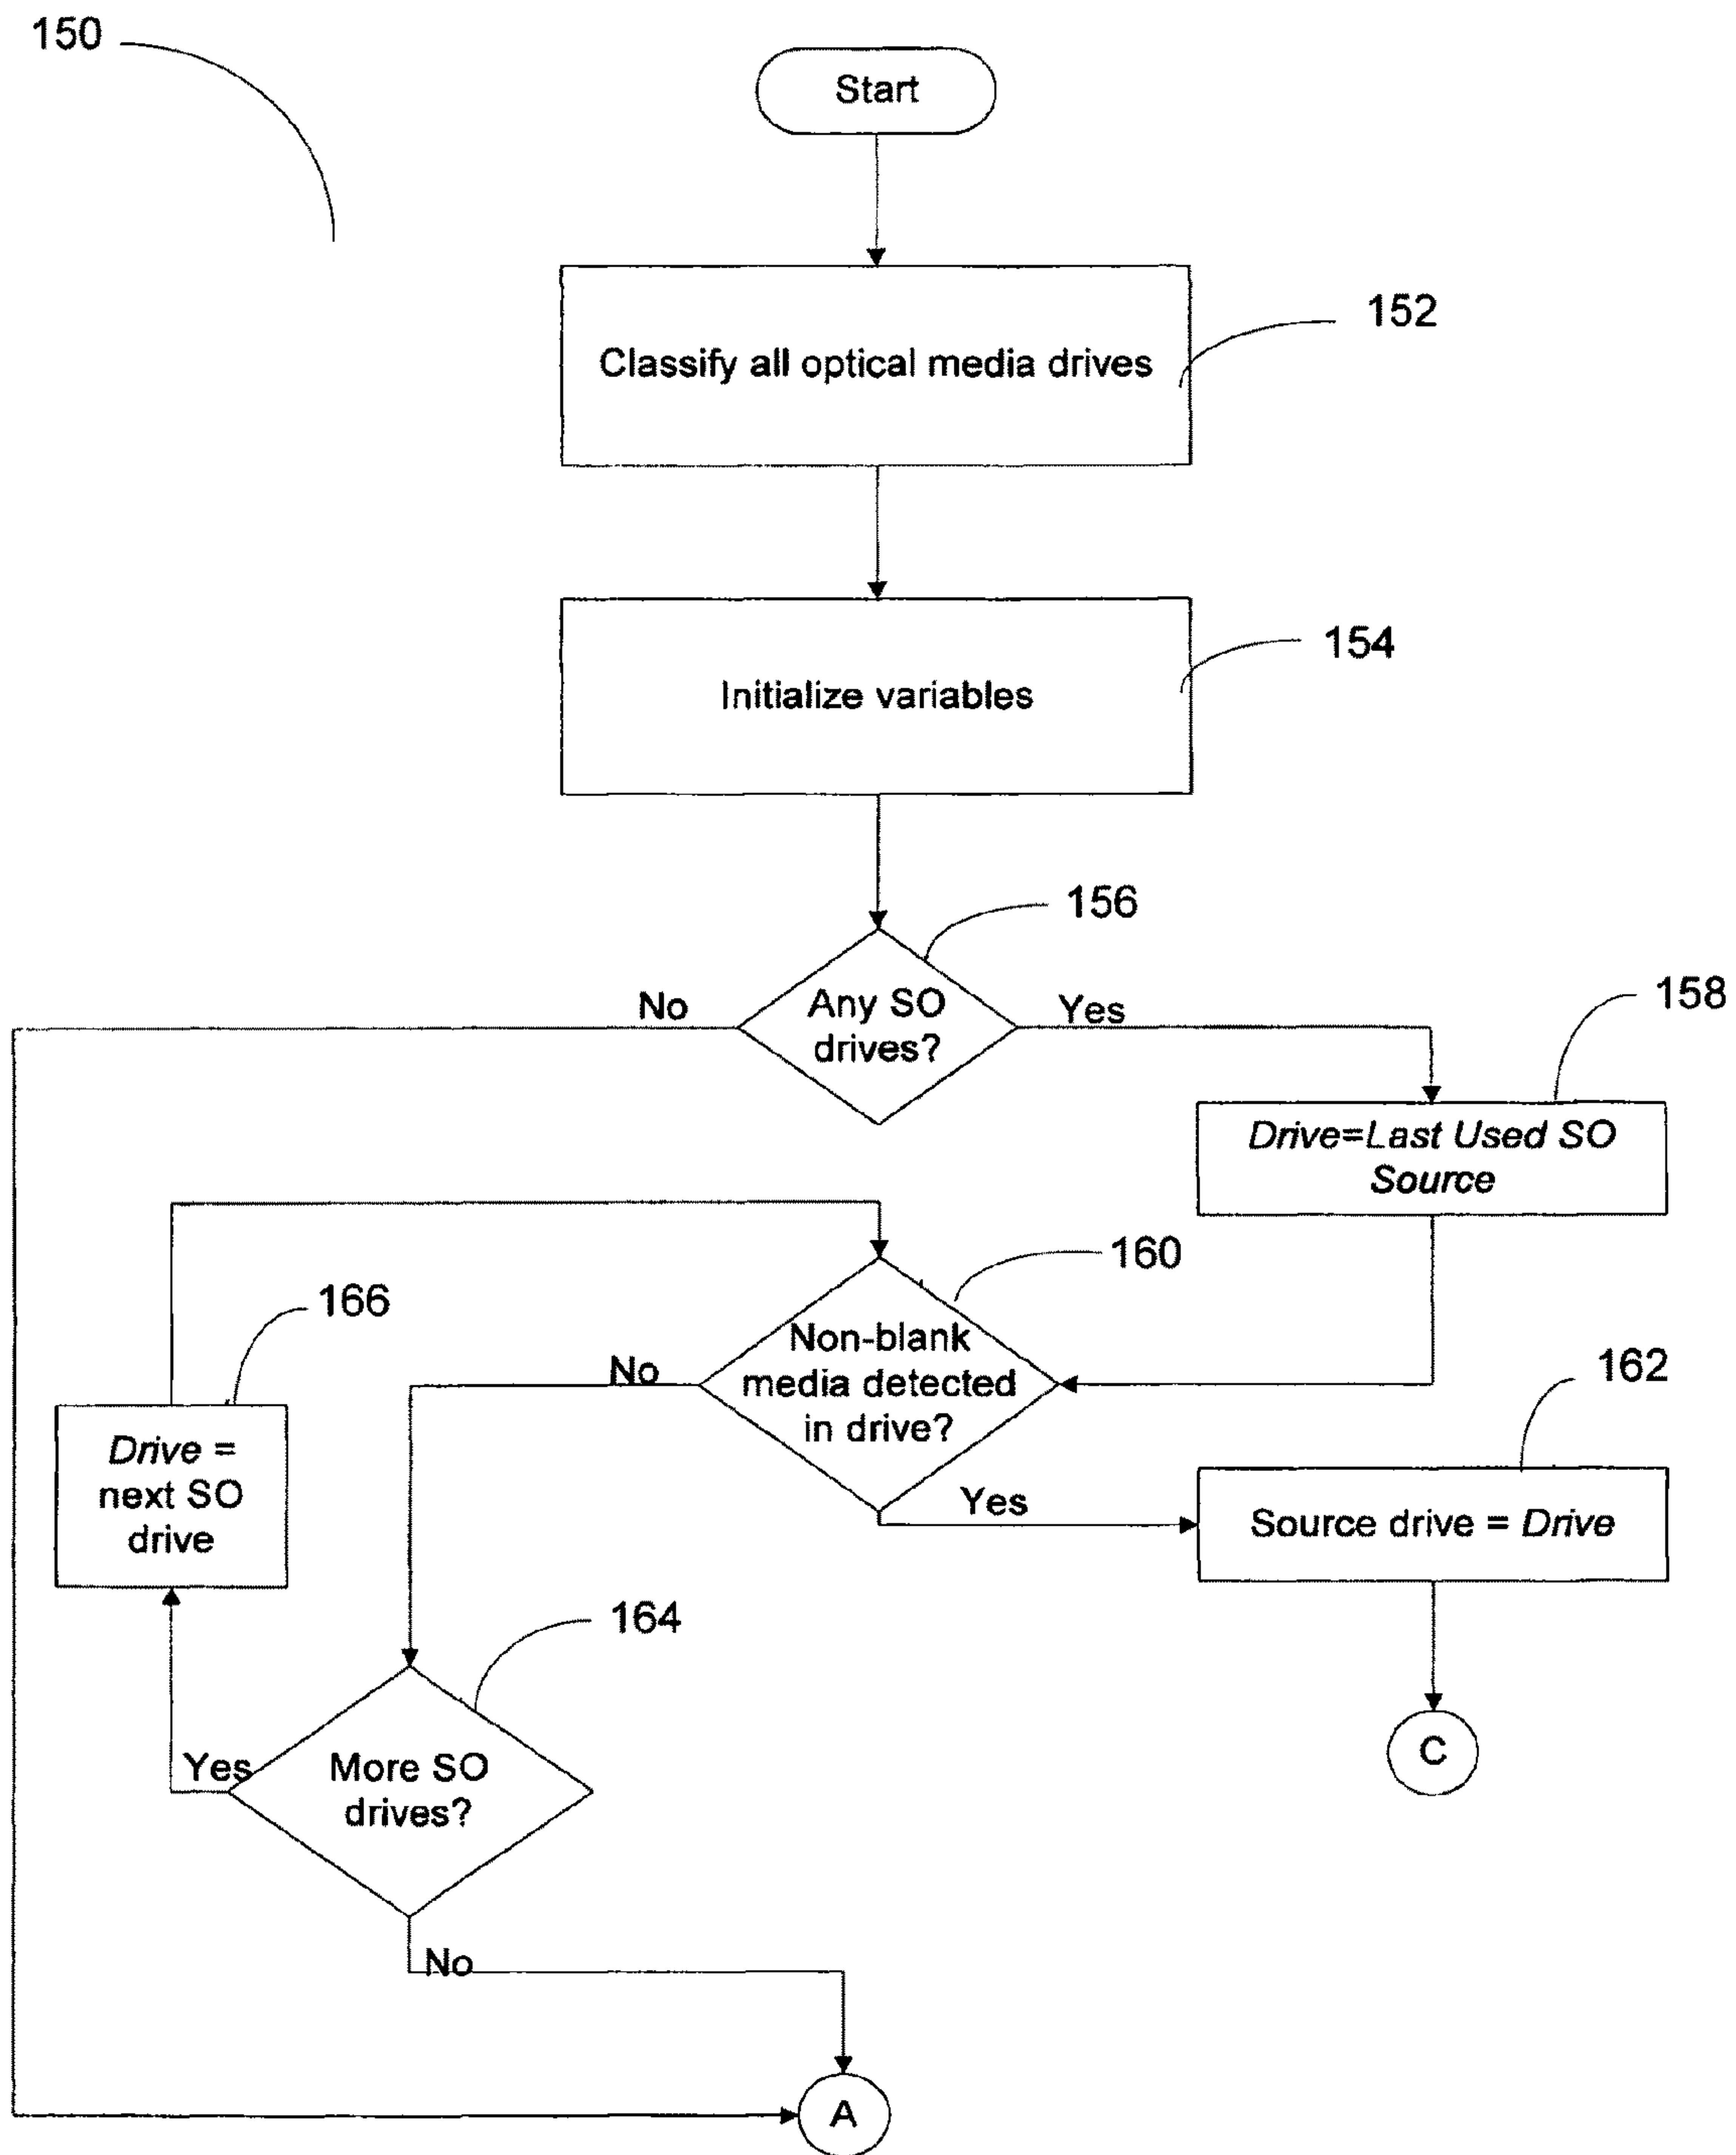 150
Start
152
Classify all optical media drives
154
Initialize variables
156
No
Any SO
drives?
Yes
158
Drive=Last Used SO
Source
160
166
Non-blank
media detected
in drive?
No
162
Drive =
next SO
drive
Yes
Source drive = Drive
164
Yes
More SO
drives?
C
No
A